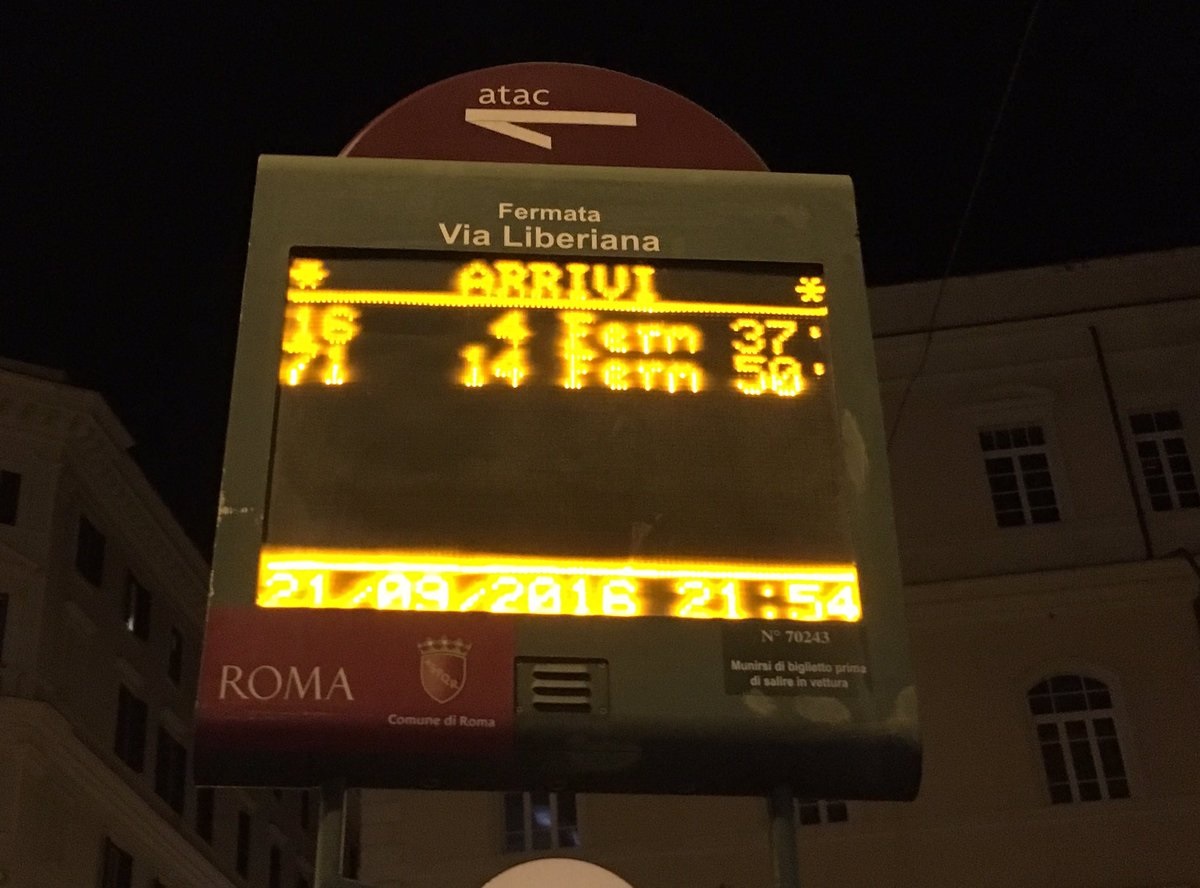 atac
Fermata
Via Liberiana
* ARRIVI *
16 4 Ferm 37'
71 14 Ferm 50'
21/09/2016 21:54
N° 70243
Munirsi di biglietto prima
di salire in vettura
ROMA
Comune di Roma